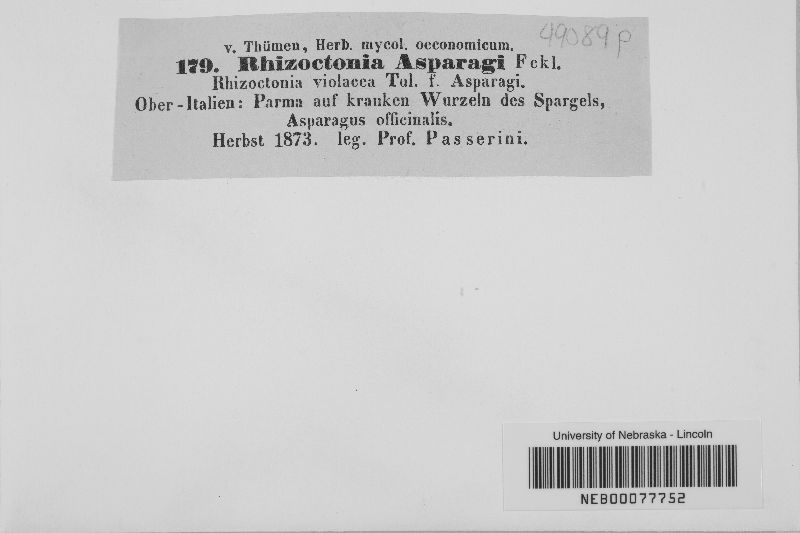 49089p
v. Thümen, Herb. mycol. oeconomicum.
179. Rhizoctonia Asparagi Fckl.
Rhizoctonia violacea Tul. f. Asparagi.
Ober-Italien: Parma auf kranken Wurzeln des Spargels,
Asparagus officinalis.
Herbst 1873. leg. Prof. Passerini.
University of Nebraska - Lincoln
NEB00077752